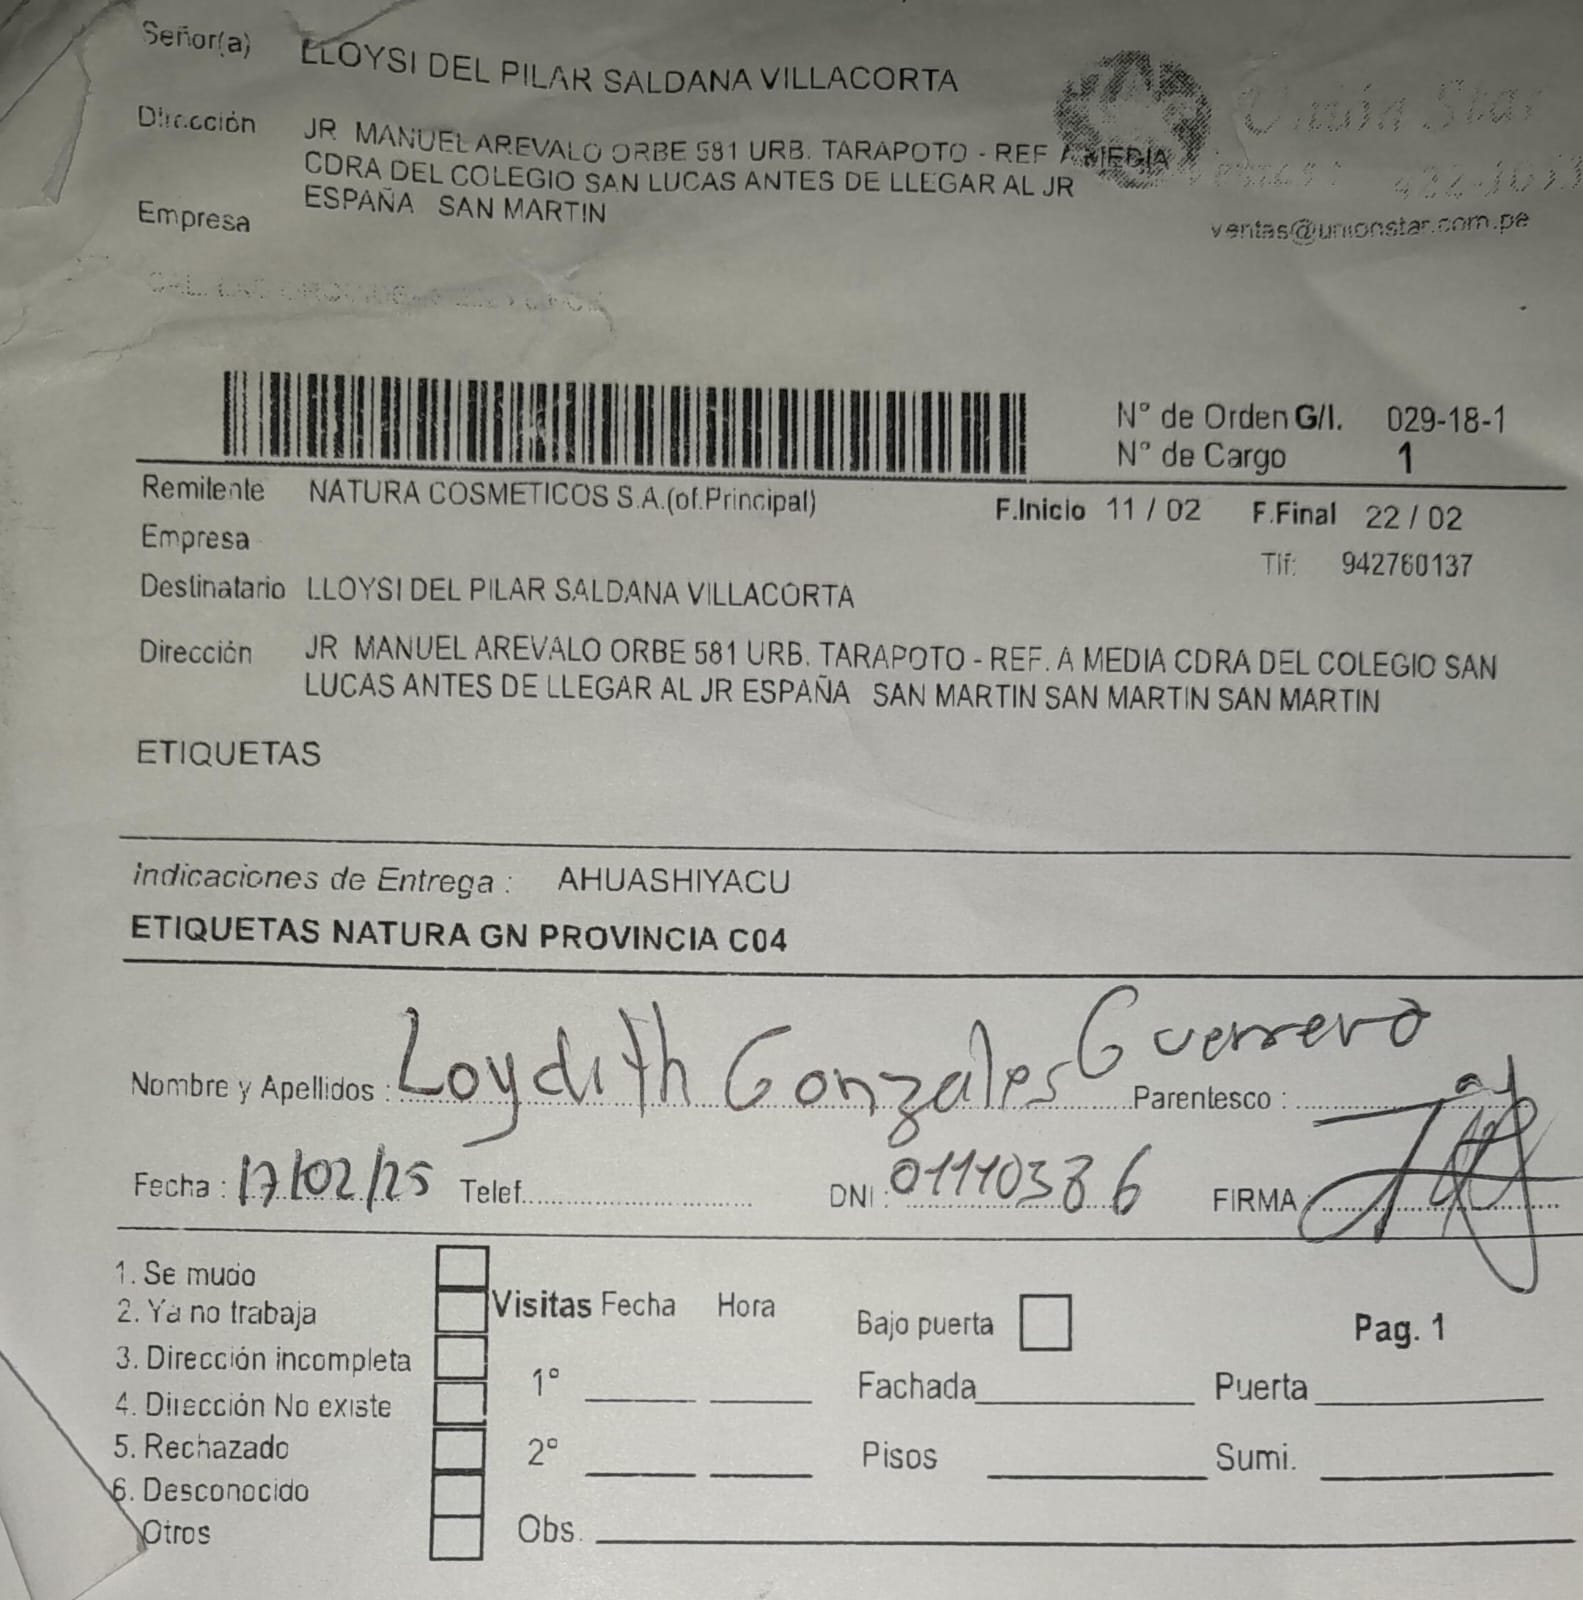 Señor(a) LLOYSI DEL PILAR SALDANA VILLACORTA
Dirección JR MANUEL AREVALO ORBE 581 URB. TARAPOTO - REF A MEDIA
CDRA DEL COLEGIO SAN LUCAS ANTES DE LLEGAR AL JR
ESPAÑA SAN MARTIN
Empresa
Unión Star
ventas@unionstar.com.pe
N° de Orden G/I. 029-18-1
N° de Cargo 1
Remitente NATURA COSMETICOS S.A.(of.Principal) F.Inicio 11 / 02 F.Final 22 / 02
Empresa
Tlf: 942760137
Destinatario LLOYSI DEL PILAR SALDANA VILLACORTA
Dirección JR MANUEL AREVALO ORBE 581 URB. TARAPOTO - REF. A MEDIA CDRA DEL COLEGIO SAN
LUCAS ANTES DE LLEGAR AL JR ESPAÑA SAN MARTIN SAN MARTIN SAN MARTIN
ETIQUETAS
Indicaciones de Entrega : AHUASHIYACU
ETIQUETAS NATURA GN PROVINCIA C04
Nombre y Apellidos : Loydith Gonzales Guerrero Parentesco :
Fecha : 17/02/25 Telef. DNI : 01110386 FIRMA :
1. Se mudo
2. Ya no trabaja
3. Dirección incompleta
4. Dirección No existe
5. Rechazado
6. Desconocido
Otros
Visitas Fecha Hora
1°
2°
Obs.
Bajo puerta Pag. 1
Fachada Puerta
Pisos Sumi.